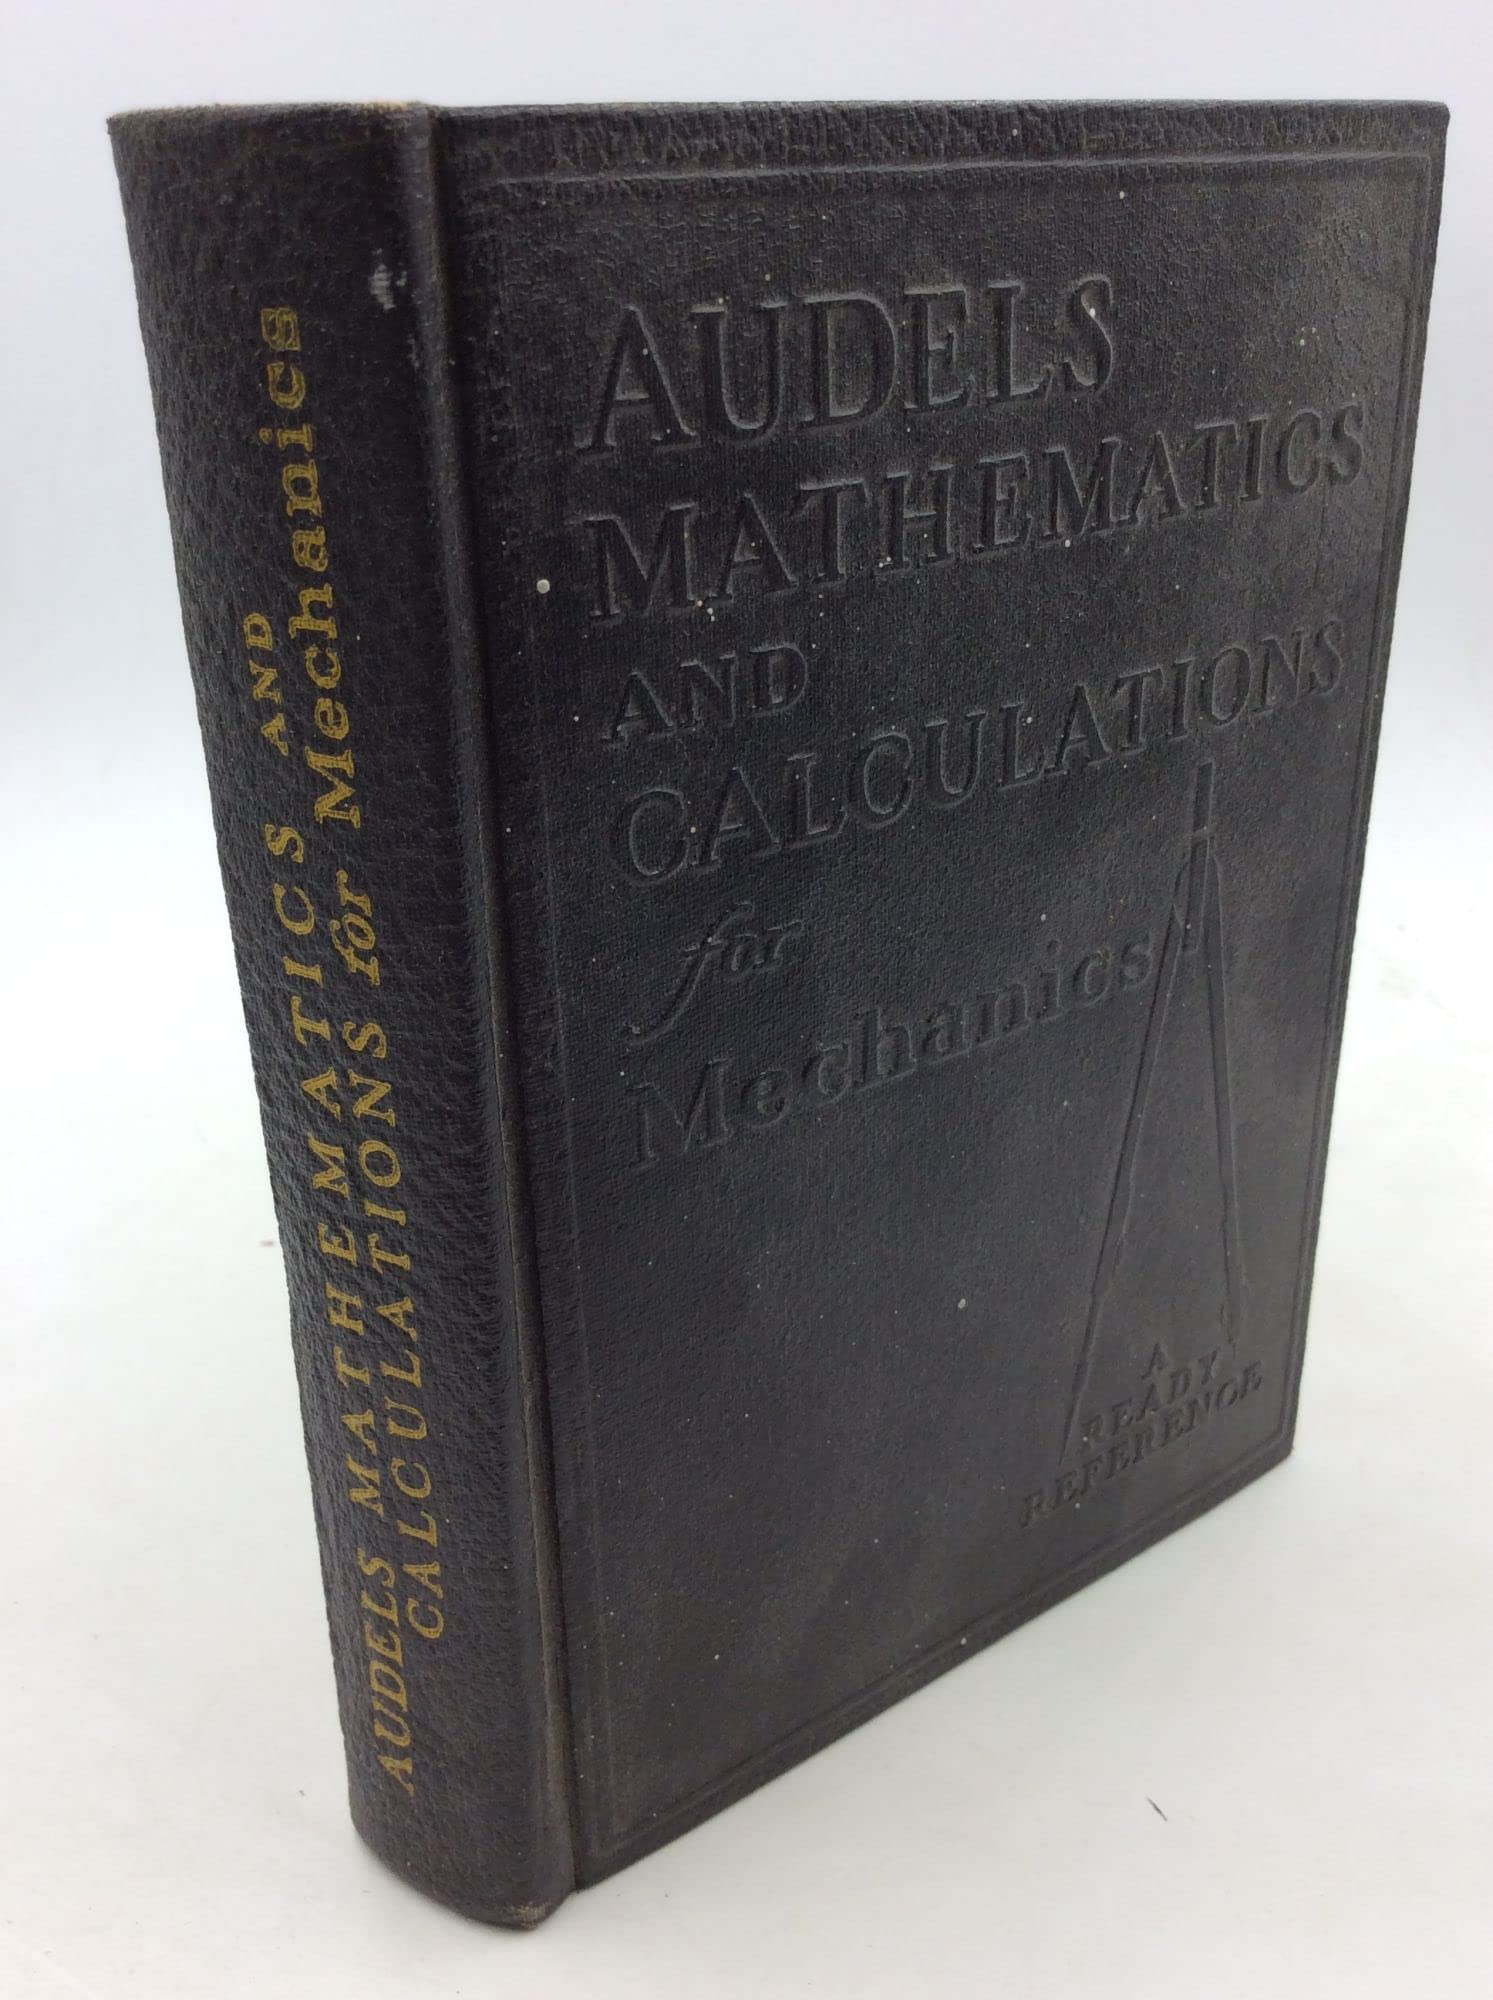 AUDELS MATHEMATICS AND
CALCULATIONS for Mechanics
AUDELS
MATHEMATICS
AND
CALCULATIONS
for
Mechanics
A
READY
REFERENCE